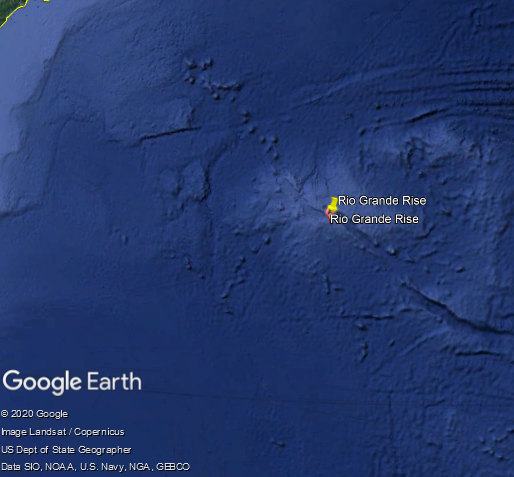 Rio Grande Rise
Rio Grande Rise
Google Earth
© 2020 Google
Image Landsat / Copernicus
US Dept of State Geographer
Data SIO, NOAA, U.S. Navy, NGA, GEBCO